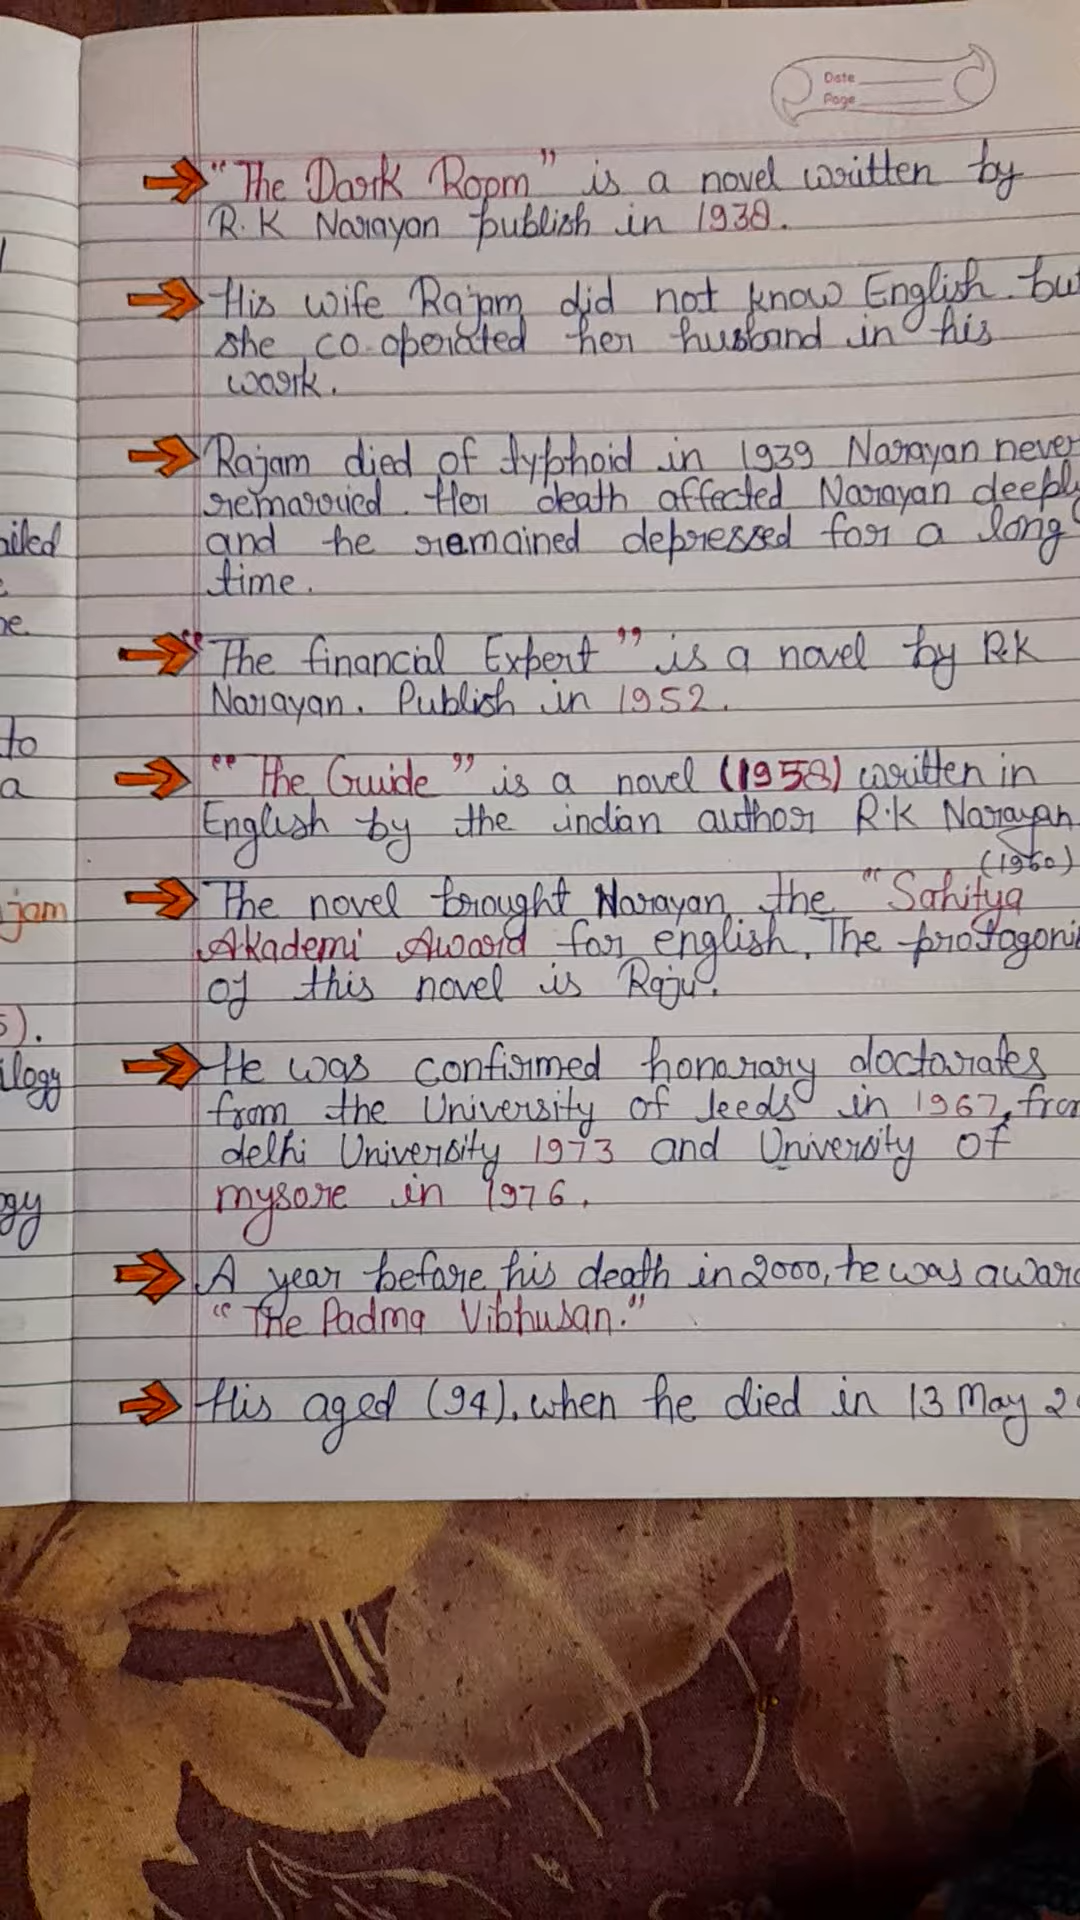 Date
Page
"The Dark Room" is a novel written by
R.K Narayan publish in 1938.
His wife Rajam did not know English. but
she co-operated her husband in his
work.
Rajam died of typhoid in 1939 Narayan never
remarried. Her death affected Narayan deeply
and he remained depressed for a long
time.
"The financial Expert" is a novel by R.K
Narayan. Publish in 1952.
"The Guide" is a novel (1958) written in
English by the indian author R.K Narayan
(1960)
The novel brought Narayan the "Sahitya
Akademi Award for english. The protagoni
of this novel is Raju.
He was confirmed honorary doctorates
from the University of leeds in 1967, from
delhi University 1973 and University of
mysore in 1976.
A year before his death in 2000, he was awar
"The Padma Vibhusan."
His aged (94), when he died in 13 May 2
ailed
to
a
jam
5).
ilogy
gy